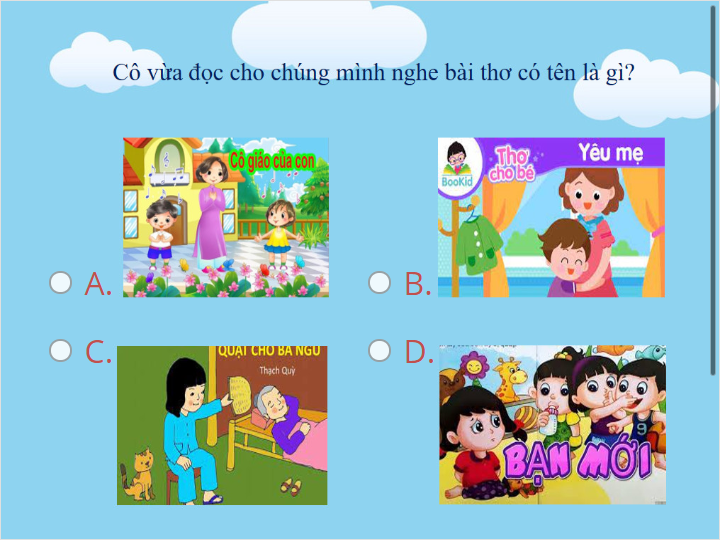 Cô vừa đọc cho chúng mình nghe bài thơ có tên là gì?
A.
Cô giáo của con
B.
BooKid
Thơ
cho bé
Yêu mẹ
C.
QUẠT CHO BÀ NGỦ
Thạch Quỳ
D.
BẠN MỚI
9